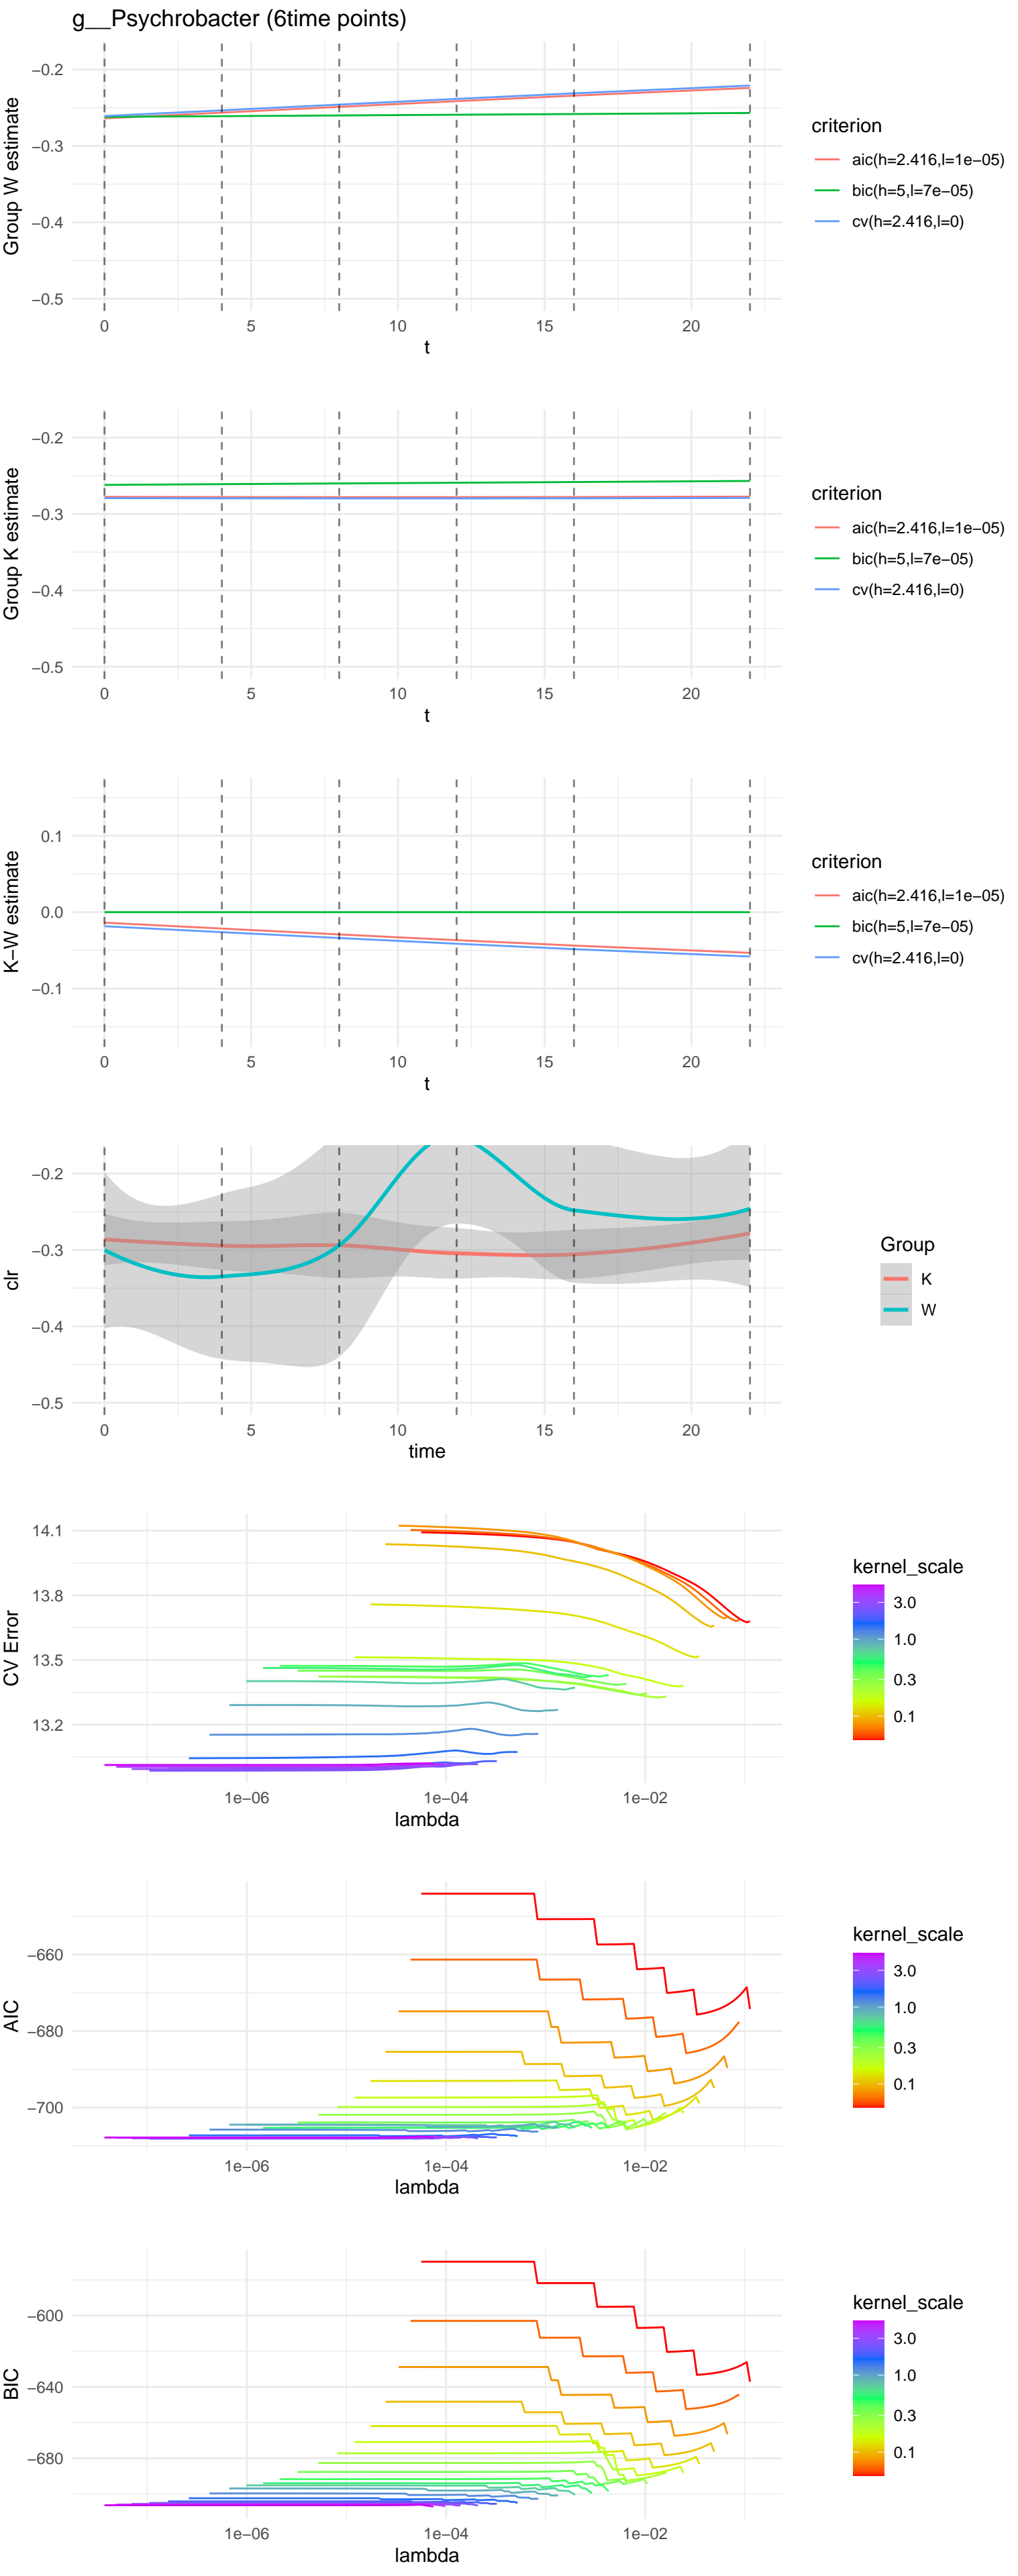 g__Psychrobacter (6time points)
Group W estimate
−0.2
−0.3
−0.4
−0.5
0 5 10 15 20
t
criterion
aic(h=2.416,l=1e−05)
bic(h=5,l=7e−05)
cv(h=2.416,l=0)
Group K estimate
−0.2
−0.3
−0.4
−0.5
0 5 10 15 20
t
criterion
aic(h=2.416,l=1e−05)
bic(h=5,l=7e−05)
cv(h=2.416,l=0)
K−W estimate
0.1
0.0
−0.1
0 5 10 15 20
t
criterion
aic(h=2.416,l=1e−05)
bic(h=5,l=7e−05)
cv(h=2.416,l=0)
clr
−0.2
−0.3
−0.4
−0.5
0 5 10 15 20
time
Group
K
W
CV Error
14.1
13.8
13.5
13.2
1e−06 1e−04 1e−02
lambda
kernel_scale
3.0
1.0
0.3
0.1
AIC
−660
−680
−700
1e−06 1e−04 1e−02
lambda
kernel_scale
3.0
1.0
0.3
0.1
BIC
−600
−640
−680
1e−06 1e−04 1e−02
lambda
kernel_scale
3.0
1.0
0.3
0.1